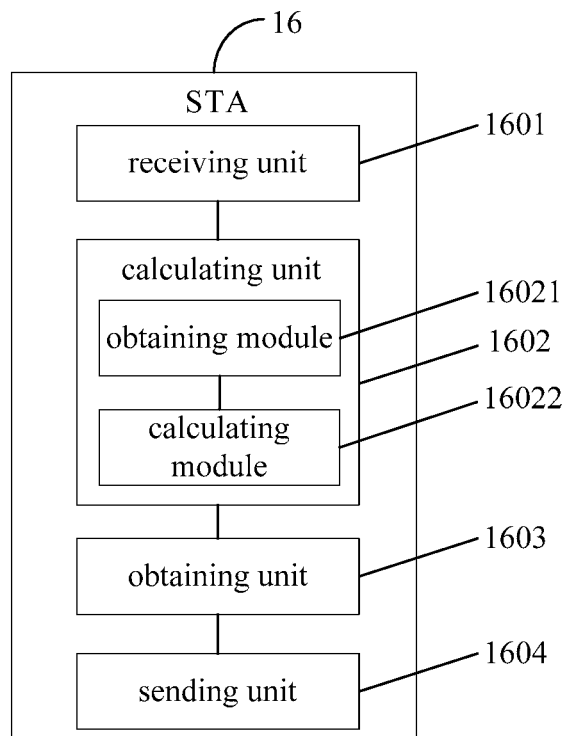 16
STA
1601
receiving unit
calculating unit
16021
obtaining module
1602
16022
calculating
module
1603
obtaining unit
1604
sending unit